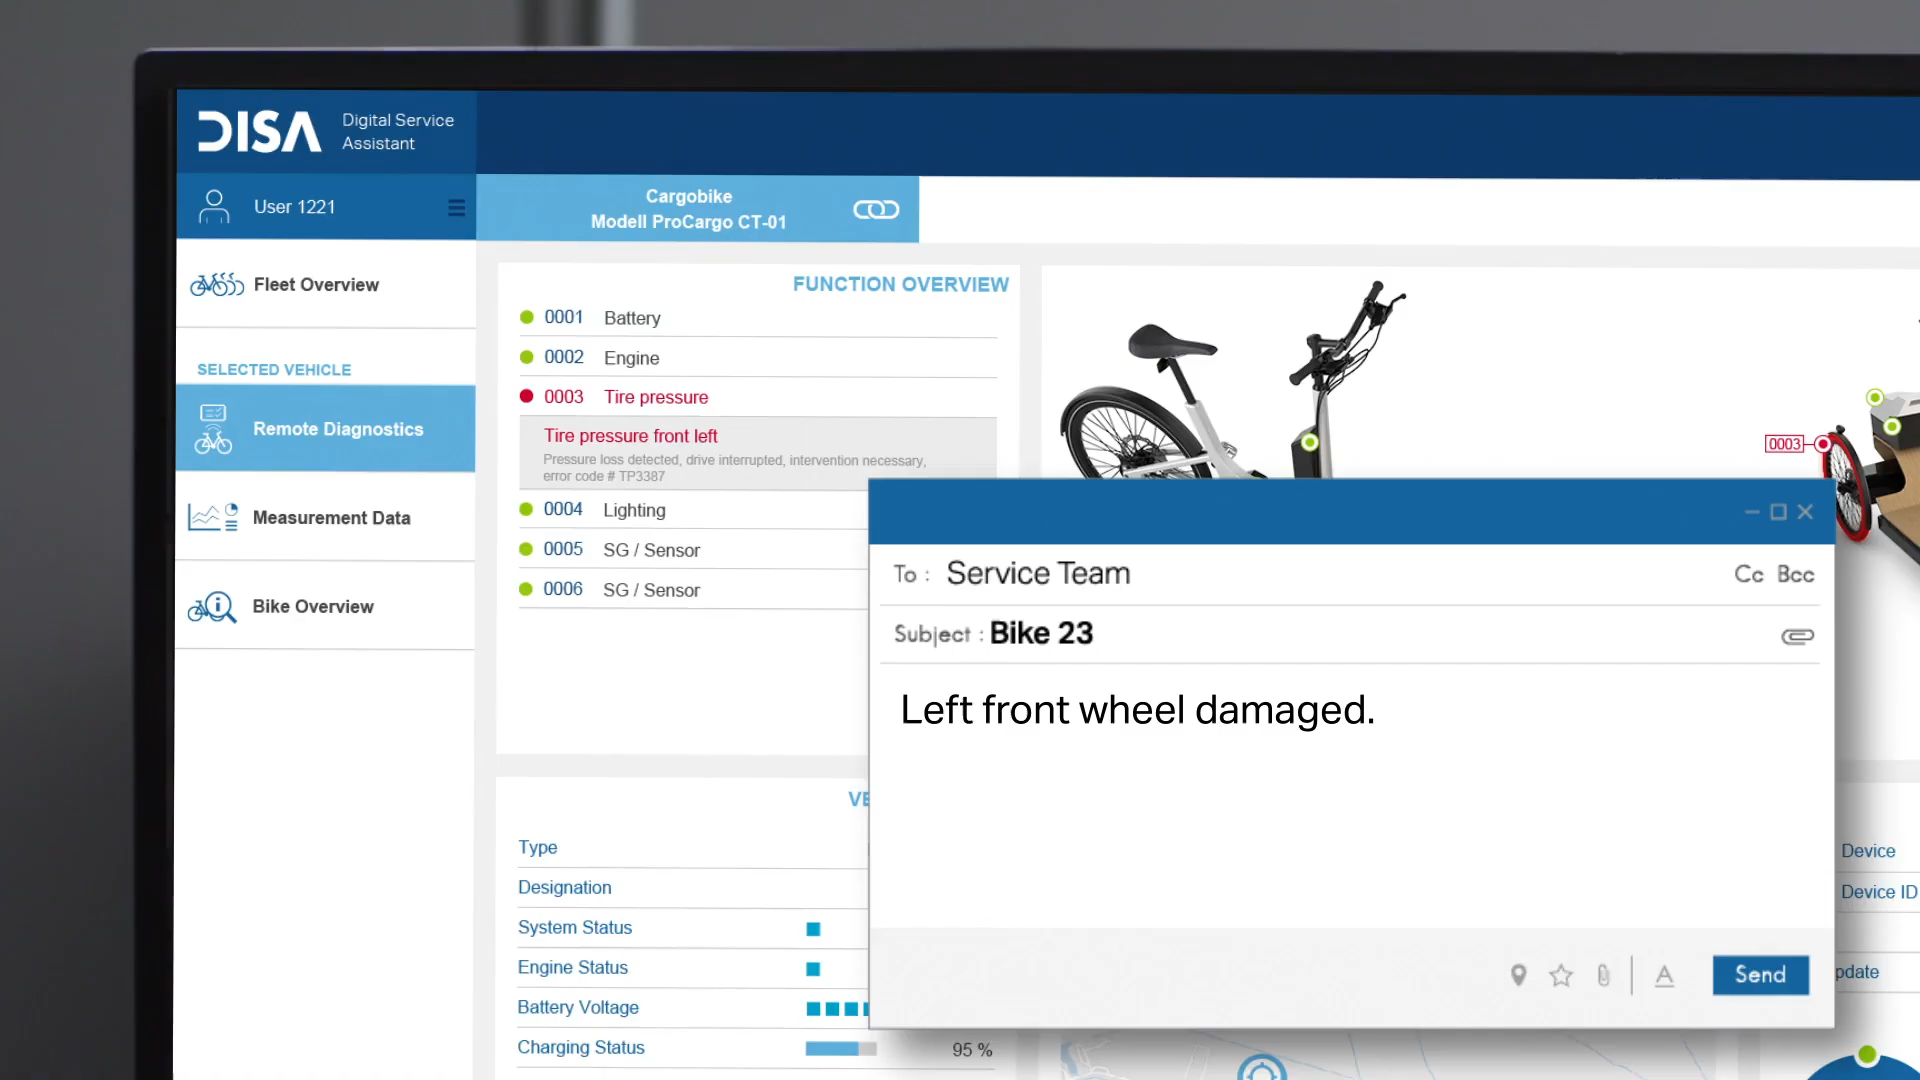 DISA
Digital Service
Assistant
User 1221
Cargobike
Modell ProCargo CT-01
Fleet Overview
SELECTED VEHICLE
Remote Diagnostics
Measurement Data
Bike Overview
FUNCTION OVERVIEW
0001 Battery
0002 Engine
0003 Tire pressure
Tire pressure front left
Pressure loss detected, drive interrupted, intervention necessary,
error code # TP3387
0004 Lighting
0005 SG / Sensor
0006 SG / Sensor
0003
To : Service Team
Cc Bcc
Subject : Bike 23
Left front wheel damaged.
A
Send
VE
Type
Designation
System Status
Engine Status
Battery Voltage
Charging Status
95 %
Device
Device ID
pdate